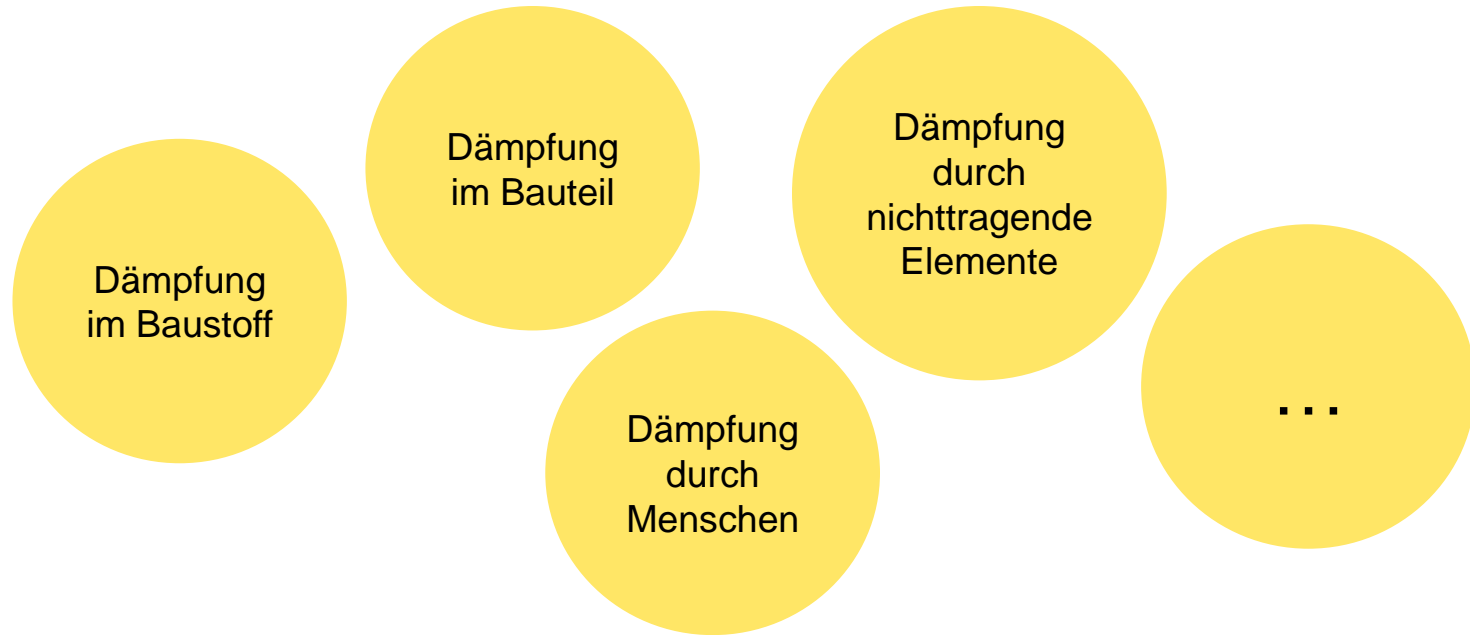 Dämpfung
im Baustoff
Dämpfung
im Bauteil
Dämpfung
durch
Menschen
Dämpfung
durch
nichttragende
Elemente
...